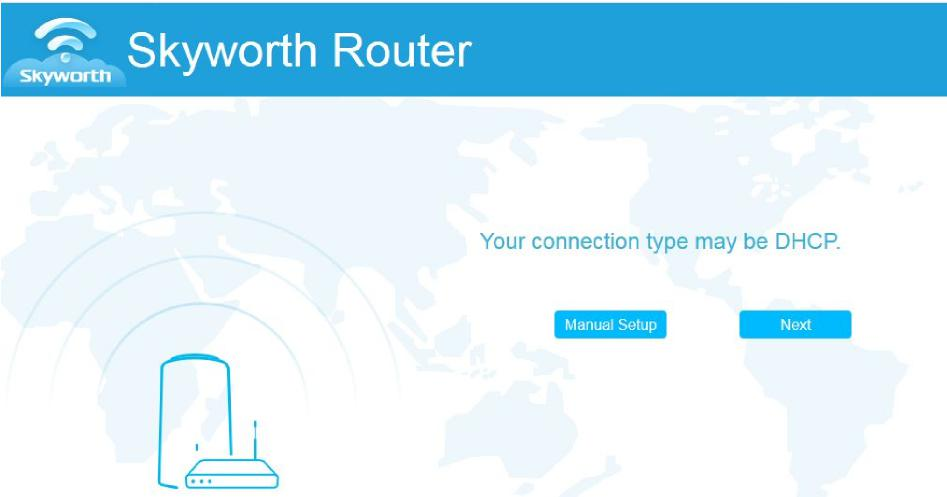 Skyworth
Skyworth Router
Your connection type may be DHCP.
Manual Setup
Next